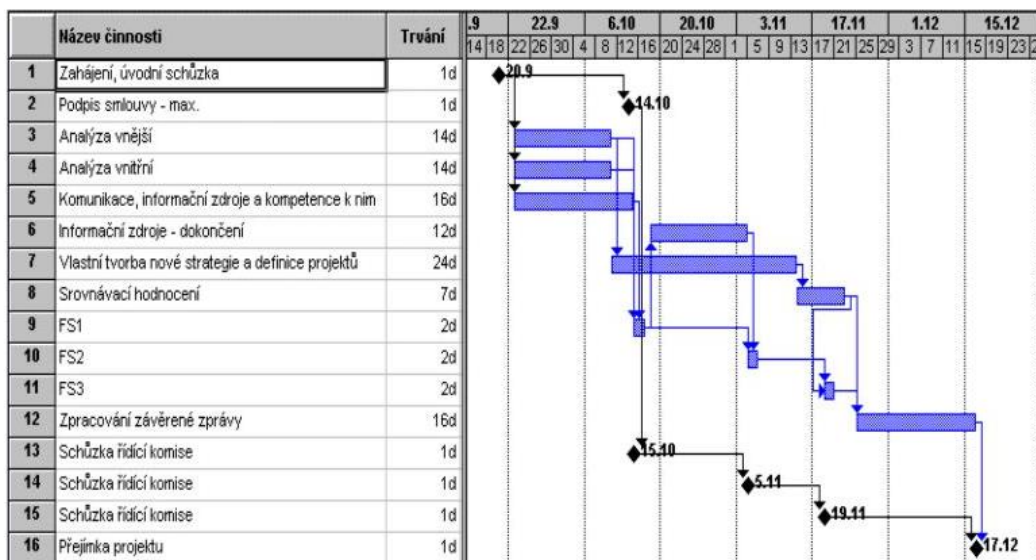 Název činnosti Trvání .9 22.9 6.10 20.10 3.11 17.11 1.12 15.12
14 18 22 26 30 4 8 12 16 20 24 28 1 5 9 13 17 21 25 29 3 7 11 15 19 23
1 Zahájení, úvodní schůzka 1d 20.9
2 Podpis smlouvy - max. 1d 14.10
3 Analýza vnější 14d
4 Analýza vnitřní 14d
5 Komunikace, informační zdroje a kompetence k nim 16d
6 Informační zdroje - dokončení 12d
7 Vlastní tvorba nové strategie a definice projektů 24d
8 Srovnávací hodnocení 7d
9 FS1 2d
10 FS2 2d
11 FS3 2d
12 Zpracování závěrené zprávy 16d
13 Schůzka řídící komise 1d 15.10
14 Schůzka řídící komise 1d 5.11
15 Schůzka řídící komise 1d 19.11
16 Přejímka projektu 1d 17.12